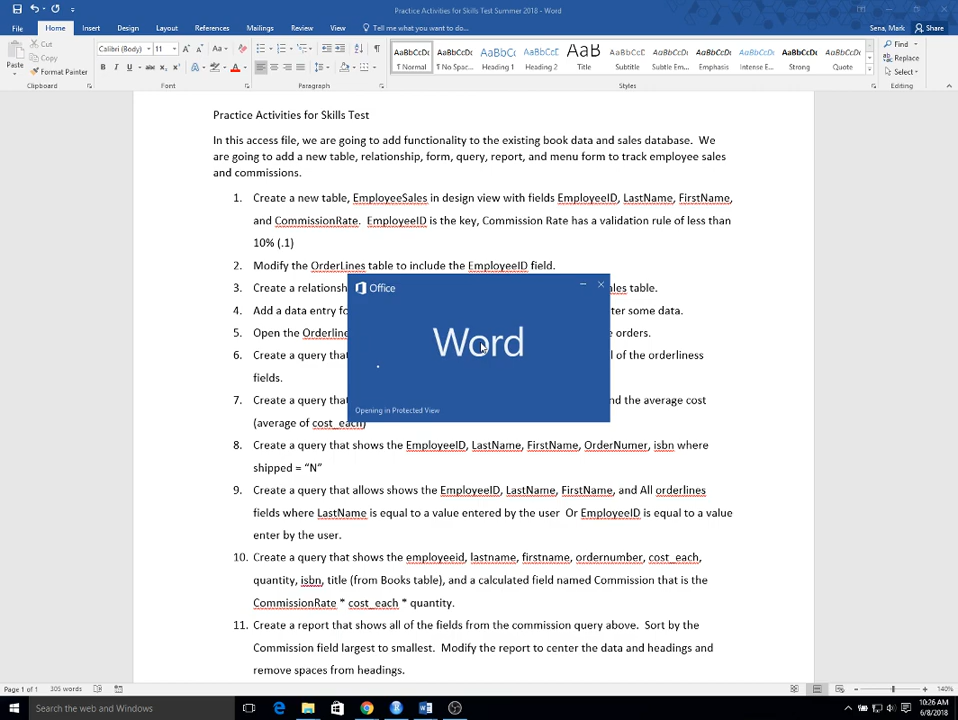 Practice Activities for Skills Test Summer 2018 - Word
File Home Insert Design Layout References Mailings Review View Tell me what you want to do... Sena, Mark Share
Paste
Cut
Copy
Format Painter
Clipboard
Calibri (Body) 11
Font
Paragraph
AaBbCcDc AaBbCcDc AaBbCc AaBbCcE AaB AaBbCcD AaBbCcDc AaBbCcDc AaBbCcDc AaBbCcDc AaBbCcDc
¶ Normal ¶ No Spac... Heading 1 Heading 2 Title Subtitle Subtle Em... Emphasis Intense E... Strong Quote
Styles
Find
Replace
Select
Editing
Practice Activities for Skills Test
In this access file, we are going to add functionality to the existing book data and sales database. We
are going to add a new table, relationship, form, query, report, and menu form to track employee sales
and commissions.
1. Create a new table, EmployeeSales in design view with fields EmployeeID, LastName, FirstName,
and CommissionRate. EmployeeID is the key, Commission Rate has a validation rule of less than
10% (.1)
2. Modify the OrderLines table to include the EmployeeID field.
3. Create a relationsh les table.
4. Add a data entry fo ter some data.
5. Open the Orderline e orders.
6. Create a query that ll of the orderliness
fields.
7. Create a query that nd the average cost
(average of cost_each)
8. Create a query that shows the EmployeeID, LastName, FirstName, OrderNumer, isbn where
shipped = “N”
9. Create a query that allows shows the EmployeeID, LastName, FirstName, and All orderlines
fields where LastName is equal to a value entered by the user Or EmployeeID is equal to a value
enter by the user.
10. Create a query that shows the employeeid, lastname, firstname, ordernumber, cost_each,
quantity, isbn, title (from Books table), and a calculated field named Commission that is the
CommissionRate * cost_each * quantity.
11. Create a report that shows all of the fields from the commission query above. Sort by the
Commission field largest to smallest. Modify the report to center the data and headings and
remove spaces from headings.
Office
Word
Opening in Protected View
Page 1 of 1 305 words 140%
Search the web and Windows
10:26 AM
6/8/2018